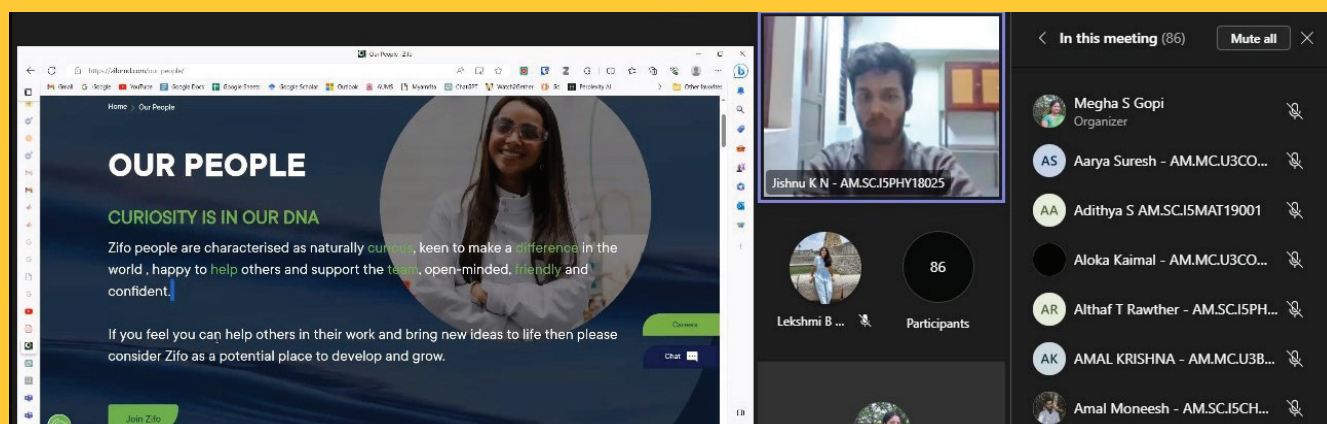 Our People - Zifo
https://zifornd.com/our-people/
Gmail Google YouTube Google Docs Google Sheets Google Scholar Outlook AUMS Myamrita ChatGPT Watch2Gether Go Perplexity AI Other favorites
Home > Our People
OUR PEOPLE
CURIOSITY IS IN OUR DNA
Zifo people are characterised as naturally curious, keen to make a difference in the
world , happy to help others and support the team, open-minded, friendly and
confident.
If you feel you can help others in their work and bring new ideas to life then please
consider Zifo as a potential place to develop and grow.
Careers
Chat
Join Zifo
Jishnu K N - AM.SC.I5PHY18025
Lekshmi B ...
86
Participants
In this meeting (86)
Mute all
Megha S Gopi
Organizer
AS Aarya Suresh - AM.MC.U3CO...
AA Adithya S AM.SC.I5MAT19001
Aloka Kaimal - AM.MC.U3CO...
AR Althaf T Rawther - AM.SC.I5PH...
AK AMAL KRISHNA - AM.MC.U3B...
Amal Moneesh - AM.SC.I5CH...